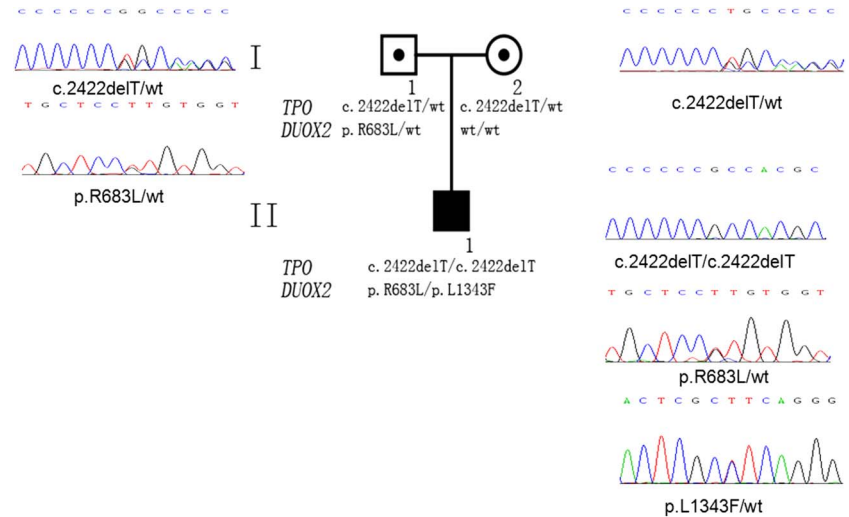 C C C C C C G G C C C C C
c.2422delT/wt
T G C T C C T T G T G G T
p.R683L/wt
I
1
2
TPO c.2422delT/wt c.2422delT/wt
DUOX2 p.R683L/wt wt/wt
II
1
TPO c.2422delT/c.2422delT
DUOX2 p.R683L/p.L1343F
C C C C C C T G C C C C C
c.2422delT/wt
C C C C C C G C C A C G C
c.2422delT/c.2422delT
T G C T C C T T G T G G T
p.R683L/wt
A C T C G C T T C A G G G
p.L1343F/wt